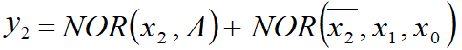 y₂ = NOR(x₂, Λ) + NOR(x̅₂, x₁, x₀)